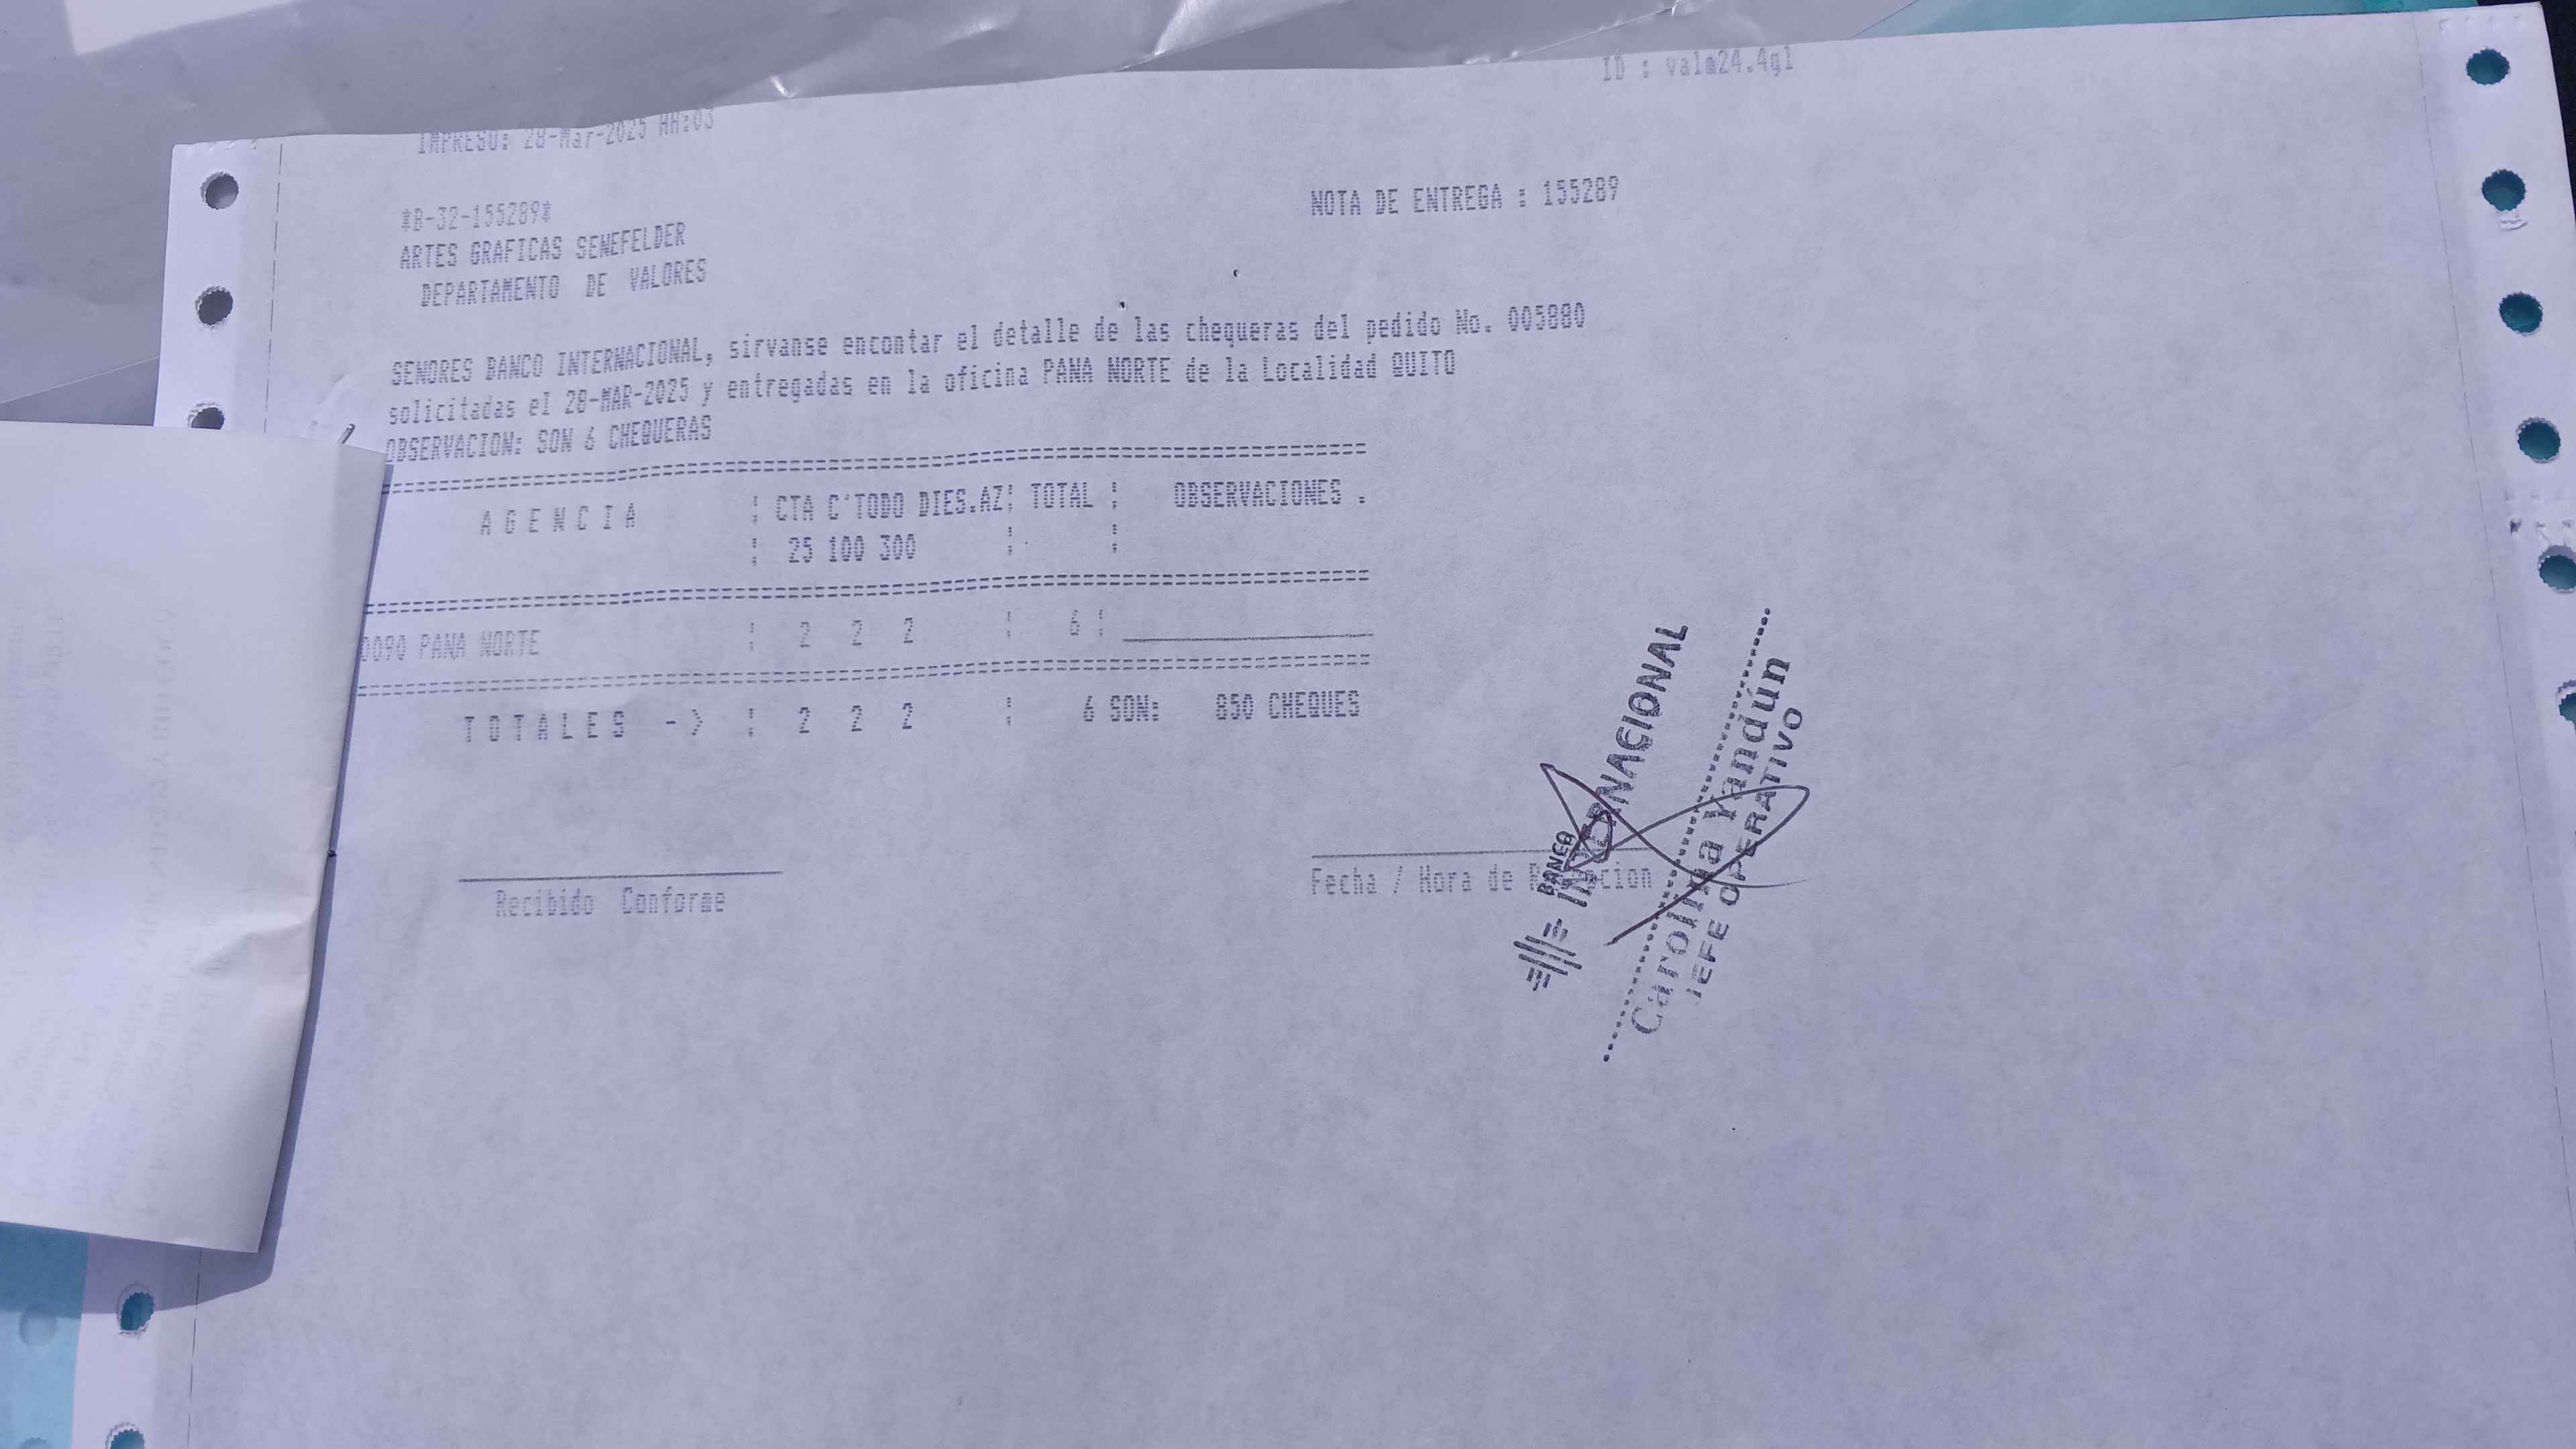 ID : valm24.4gl
IMPRESO: 28-Mar-2025 AA:03
*B-32-155289*
NOTA DE ENTREGA : 155289
ARTES GRAFICAS SENEFELDER
DEPARTAMENTO DE VALORES
SENORES BANCO INTERNACIONAL, sirvanse encontar el detalle de las chequeras del pedido No. 005880
solicitadas el 28-MAR-2025 y entregadas en la oficina PANA NORTE de la Localidad QUITO
OBSERVACION: SON 6 CHEQUERAS
A G E N C I A | CTA C'TODO DIES.AZ| TOTAL | OBSERVACIONES .
| 25 100 300 | |
0090 PANA NORTE | 2 2 2 | 6 |
T O T A L E S -> | 2 2 2 | 6 SON: 850 CHEQUES
Recibido Conforme
Fecha / Hora de
BANCO
INTERNACIONAL
Carolina Yandún
JEFE OPERATIVO